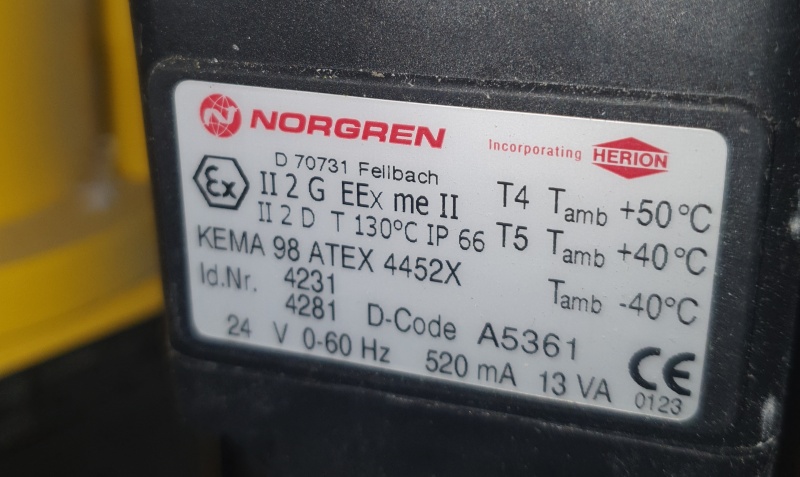 NORGREN Incorporating HERION
D 70731 Fellbach
Ex II 2 G EEx me II T4 Tamb +50°C
II 2 D T 130°C IP 66 T5 Tamb +40°C
KEMA 98 ATEX 4452X Tamb -40°C
Id.Nr. 4231
4281 D-Code A5361
24 V 0-60 Hz 520 mA 13 VA CE
0123